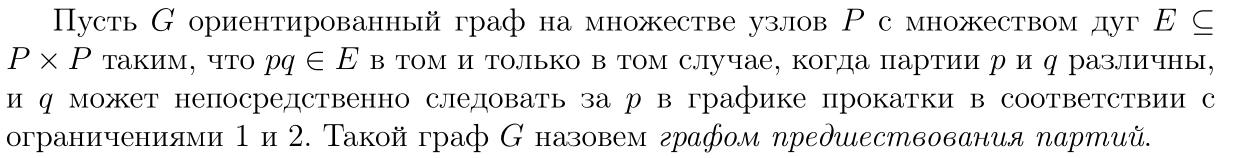 Пусть G ориентированный граф на множестве узлов P с множеством дуг E ⊆
P × P таким, что pq ∈ E в том и только в том случае, когда партии p и q различны,
и q может непосредственно следовать за p в графике прокатки в соответствии с
ограничениями 1 и 2. Такой граф G назовем графом предшествования партий.